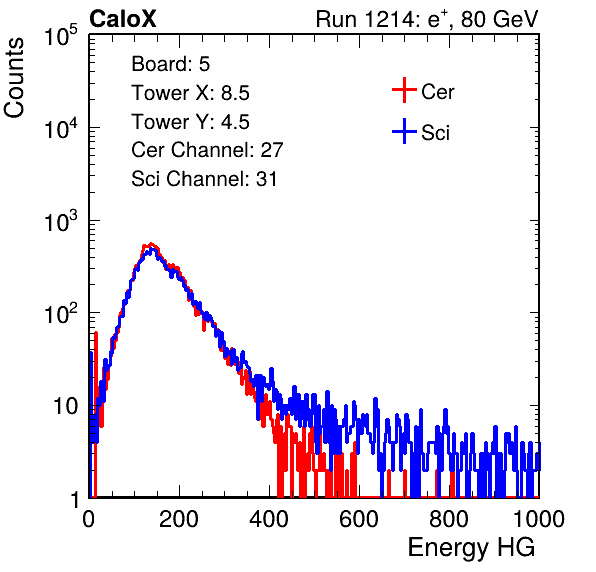 CaloX Run 1214: e⁺, 80 GeV
Counts
Board: 5
Tower X: 8.5
Tower Y: 4.5
Cer Channel: 27
Sci Channel: 31
Cer
Sci
10⁵
10⁴
10³
10²
10
1
0 200 400 600 800 1000
Energy HG